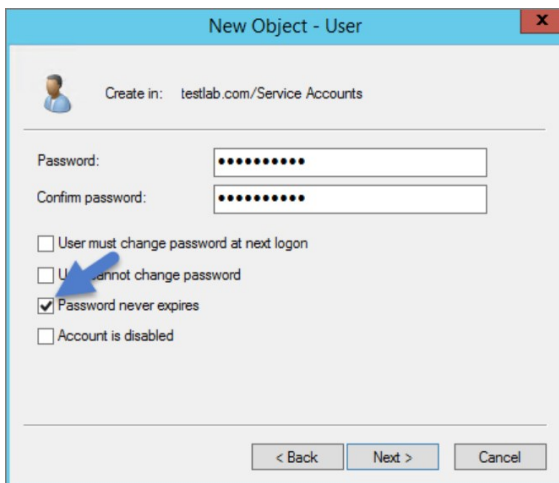 New Object - User
x
Create in: testlab.com/Service Accounts
Password: ••••••••••
Confirm password: ••••••••••
User must change password at next logon
cannot change password
Password never expires
Account is disabled
< Back Next > Cancel